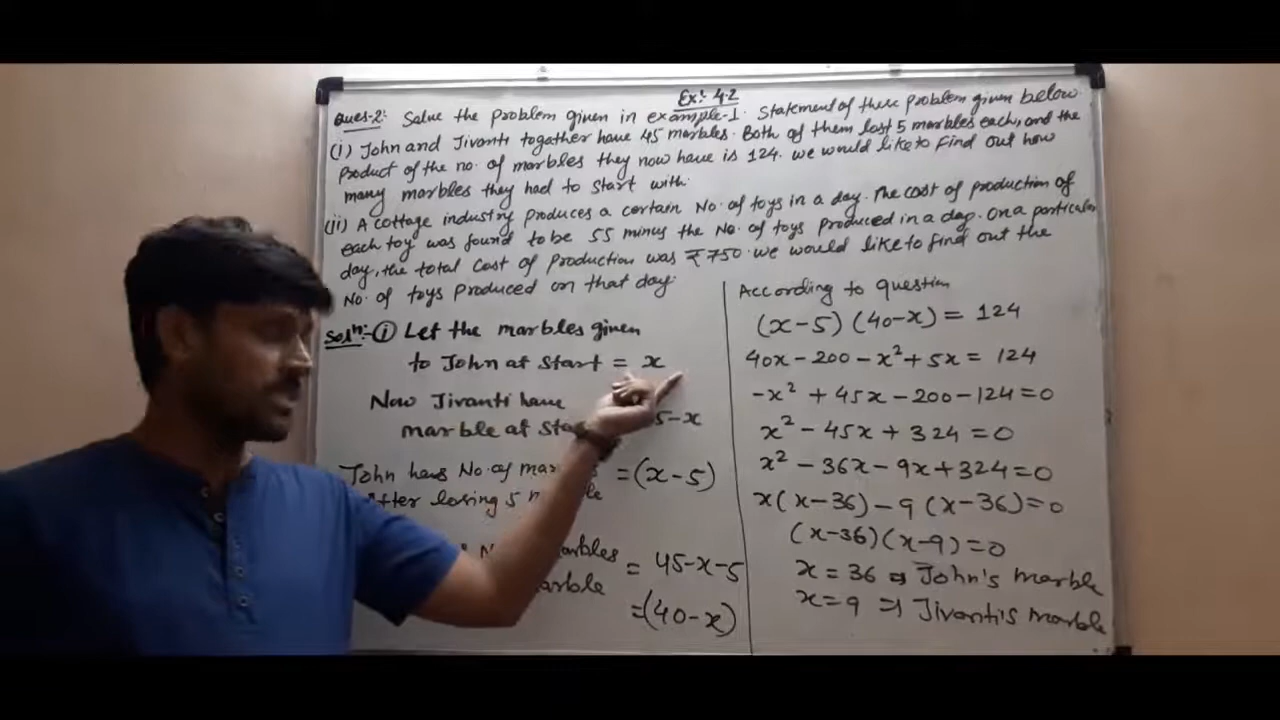 Ex:- 4.2
Ques-2:- Solve the problem given in example-1. Statement of these problem given below.
(i) John and Jivanti togather have 45 marbles. Both of them lost 5 marbles each, and the
Product of the no. of marbles they now have is 124. we would like to Find out how
many marbles they had to start with.
(ii) A cottage industry produces a certain No. of toys in a day. The cost of production of
each toy was found to be 55 minus the No. of toys produced in a day. On a particular
day, the total cost of production was ₹750. we would like to find out the
No. of toys produced on that day.
Solⁿ:- (i) Let the marbles given
to John at start = x
Now Jivanti have
marble at 5-x
John has No. of
After losing 5
= (x-5)
= 45-x-5
= (40-x)
According to question
(x-5) (40-x) = 124
40x - 200 - x² + 5x = 124
-x² + 45x - 200 - 124 = 0
x² - 45x + 324 = 0
x² - 36x - 9x + 324 = 0
x(x-36) - 9 (x-36) = 0
(x-36) (x-9) = 0
x = 36 ⇒ John's marble
x = 9 ⇒ Jivanti's marble